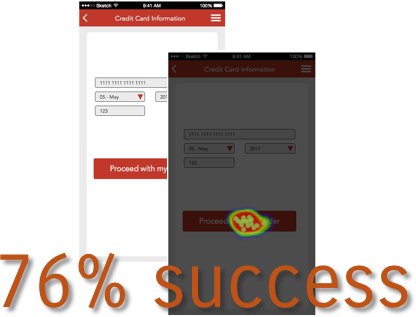 Sketch 9:41 AM 100%
Credit Card Information
1111 1111 1111 1111
05 - May 201
123
Proceed with my
Sketch 9:41 AM 100%
Credit Card Information
1111 1111 1111 1111
05 - May 2017
123
Proceed der
76% success